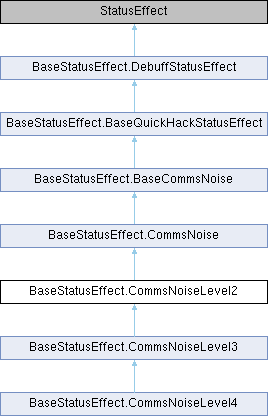 StatusEffect
BaseStatusEffect.DebuffStatusEffect
BaseStatusEffect.BaseQuickHackStatusEffect
BaseStatusEffect.BaseCommsNoise
BaseStatusEffect.CommsNoise
BaseStatusEffect.CommsNoiseLevel2
BaseStatusEffect.CommsNoiseLevel3
BaseStatusEffect.CommsNoiseLevel4